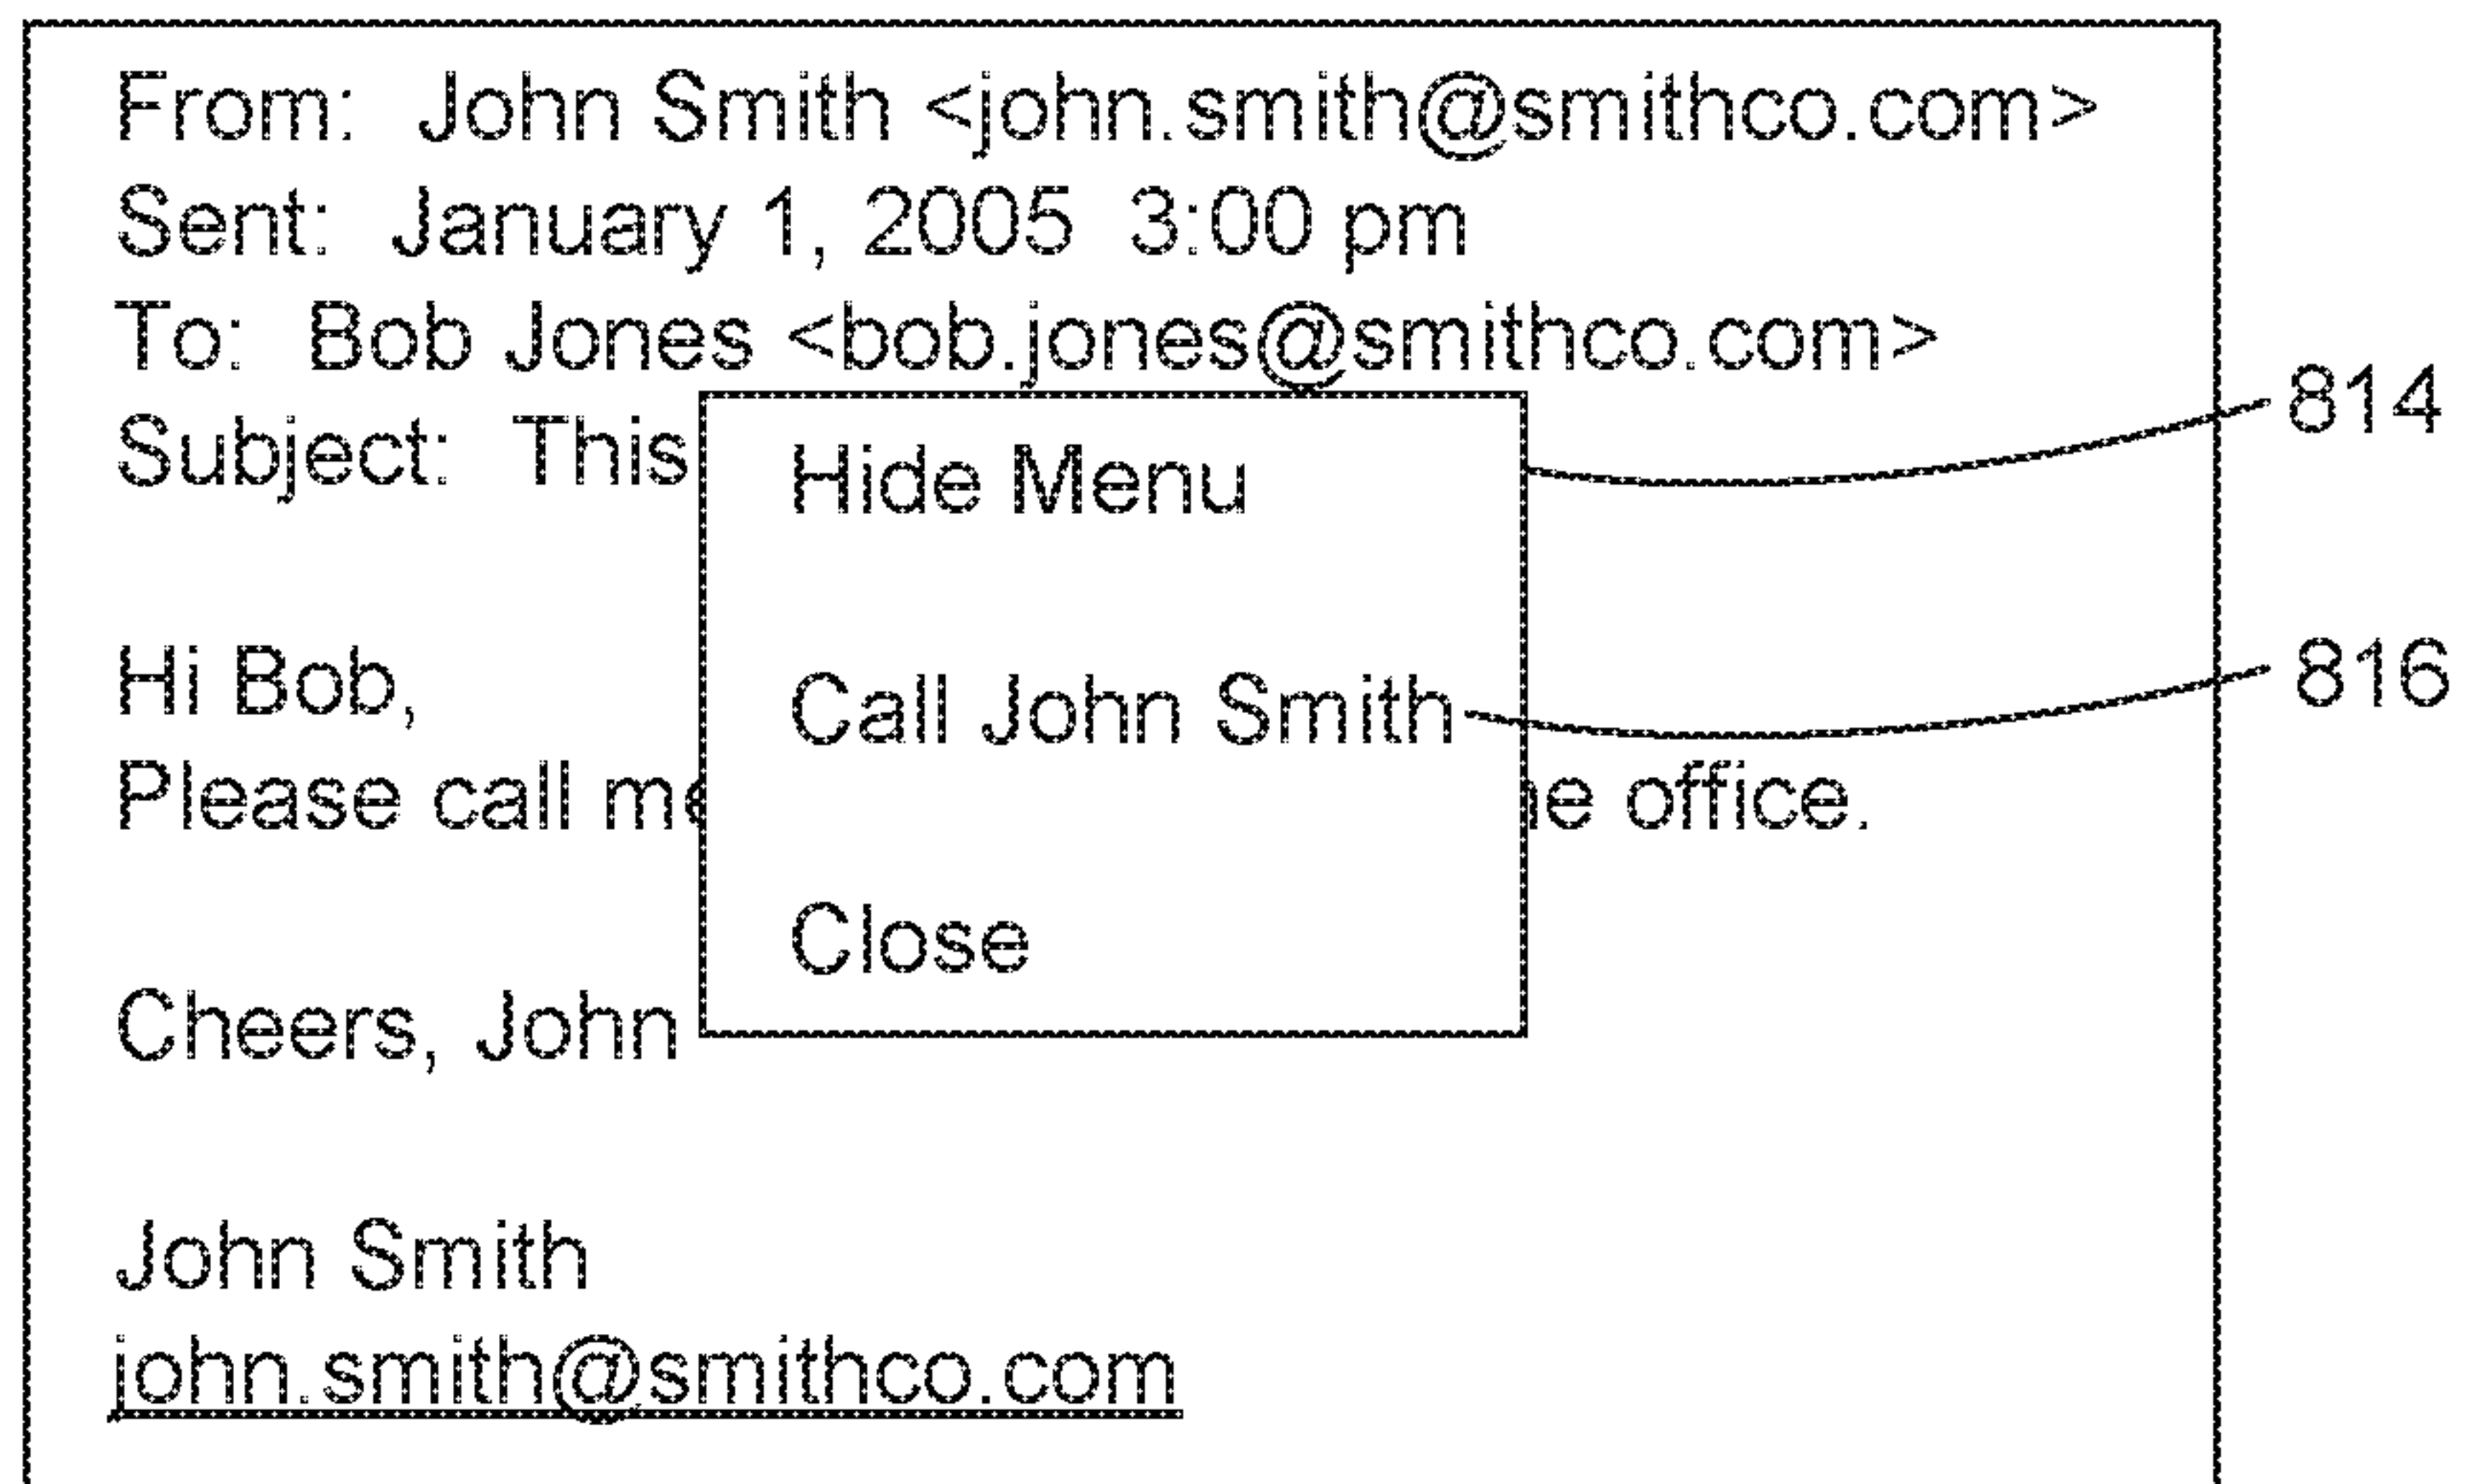 From: John Smith <john.smith@smithco.com>
Sent: January 1, 2005 3:00 pm
To: Bob Jones <bob.jones@smithco.com>
814
Subject: This
Hide Menu
816
Hi Bob,
Call John Smith
Please call me
office.
Close
Cheers, John
John Smith
john.smith@smithco.com